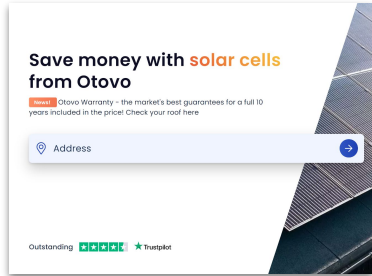 Save money with solar cells
from Otovo
News! Otovo Warranty - the market's best guarantees for a full 10
years included in the price! Check your roof here
Address
Outstanding Trustpilot